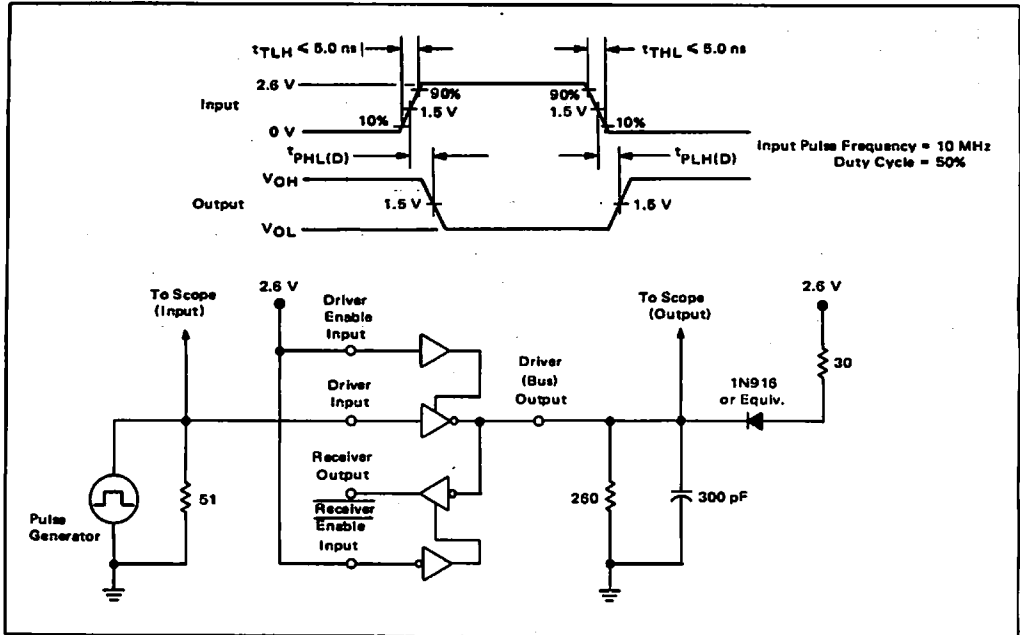 tTLH ≤ 5.0 ns
tTHL ≤ 5.0 ns
2.6 V
90%
90%
Input
1.5 V
1.5 V
10%
10%
0 V
tPHL(D)
tPLH(D)
Input Pulse Frequency = 10 MHz
Duty Cycle = 50%
VOH
Output
1.5 V
1.5 V
VOL
To Scope
(Input)
2.6 V
Driver
Enable
Input
To Scope
(Output)
2.6 V
30
Driver
Input
Driver
(Bus)
Output
1N916
or Equiv.
Receiver
Output
51
260
300 pF
Pulse
Generator
Receiver
Enable
Input